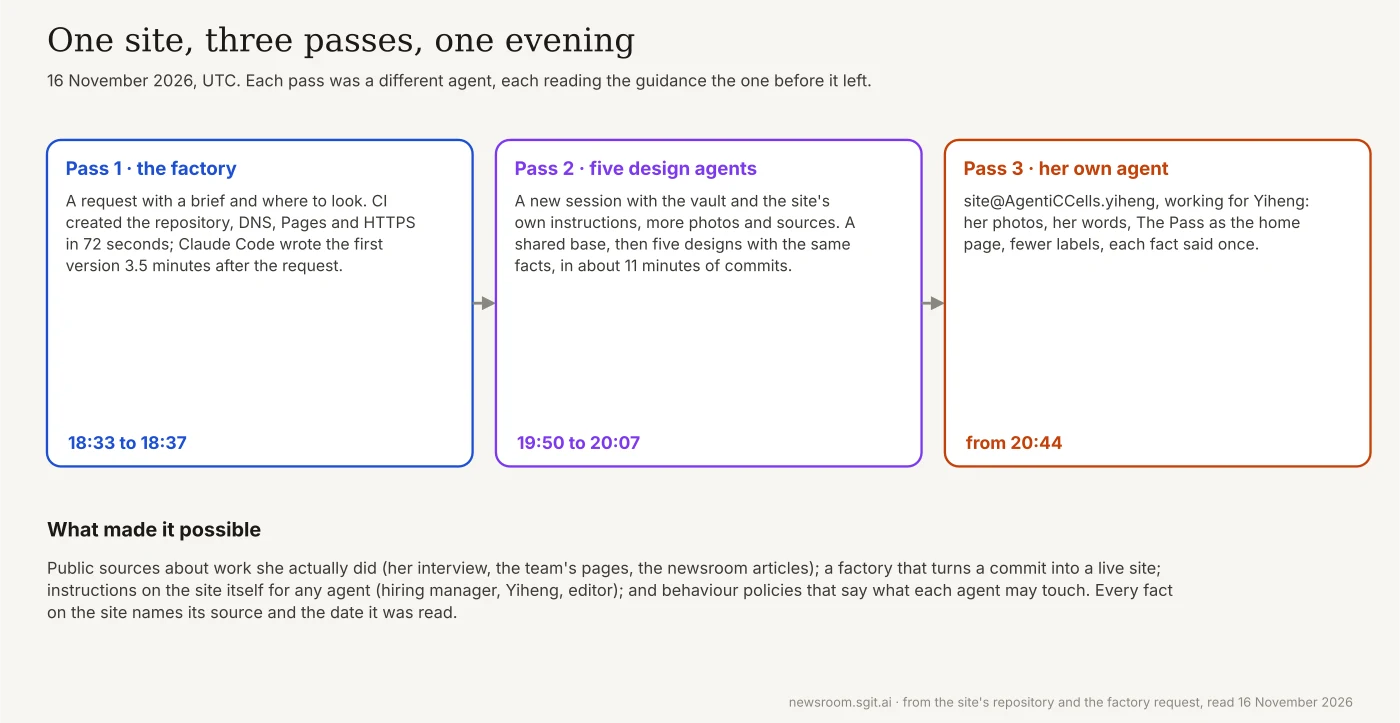 One site, three passes, one evening
16 November 2026, UTC. Each pass was a different agent, each reading the guidance the one before it left.
Pass 1 · the factory
A request with a brief and where to look. CI
created the repository, DNS, Pages and HTTPS
in 72 seconds; Claude Code wrote the first
version 3.5 minutes after the request.
18:33 to 18:37
Pass 2 · five design agents
A new session with the vault and the site's
own instructions, more photos and sources. A
shared base, then five designs with the same
facts, in about 11 minutes of commits.
19:50 to 20:07
Pass 3 · her own agent
site@AgentiCCells.yiheng, working for Yiheng:
her photos, her words, The Pass as the home
page, fewer labels, each fact said once.
from 20:44
What made it possible
Public sources about work she actually did (her interview, the team's pages, the newsroom articles); a factory that turns a commit into a live site;
instructions on the site itself for any agent (hiring manager, Yiheng, editor); and behaviour policies that say what each agent may touch. Every fact
on the site names its source and the date it was read.
newsroom.sgit.ai · from the site's repository and the factory request, read 16 November 2026